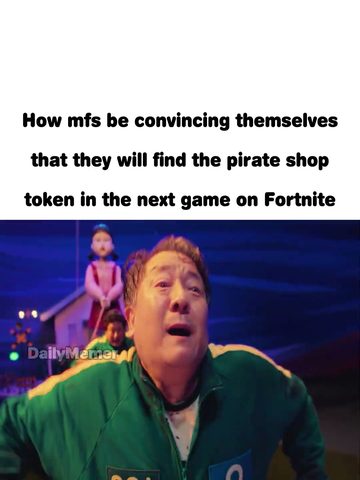 How mfs be convincing themselves
that they will find the pirate shop
token in the next game on Fortnite
DailyMemer